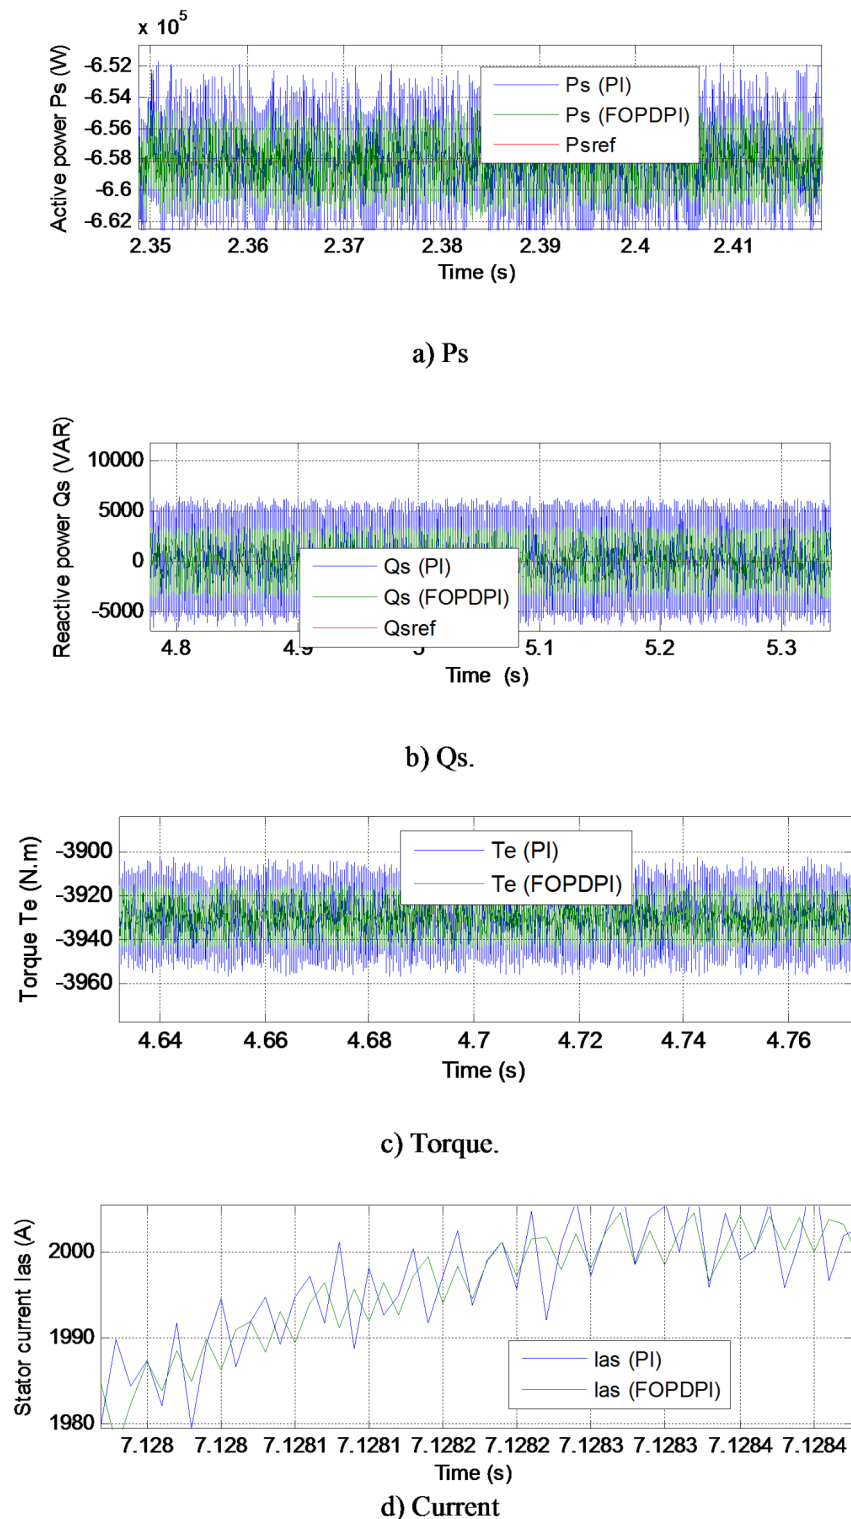 x 10⁵
Active power Ps (W)
-6.52
-6.54
-6.56
-6.58
-6.6
-6.62
Ps (PI)
Ps (FOPDPI)
Psref
2.35 2.36 2.37 2.38 2.39 2.4 2.41
Time (s)
a) Ps
Reactive power Qs (VAR)
10000
5000
0
-5000
Qs (PI)
Qs (FOPDPI)
Qsref
4.8 4.9 5 5.1 5.2 5.3
Time (s)
b) Qs.
Torque Te (N.m)
-3900
-3920
-3940
-3960
Te (PI)
Te (FOPDPI)
4.64 4.66 4.68 4.7 4.72 4.74 4.76
Time (s)
c) Torque.
Stator current Ias (A)
2000
1990
1980
Ias (PI)
Ias (FOPDPI)
7.128 7.128 7.1281 7.1281 7.1282 7.1282 7.1283 7.1283 7.1284 7.1284
Time (s)
d) Current